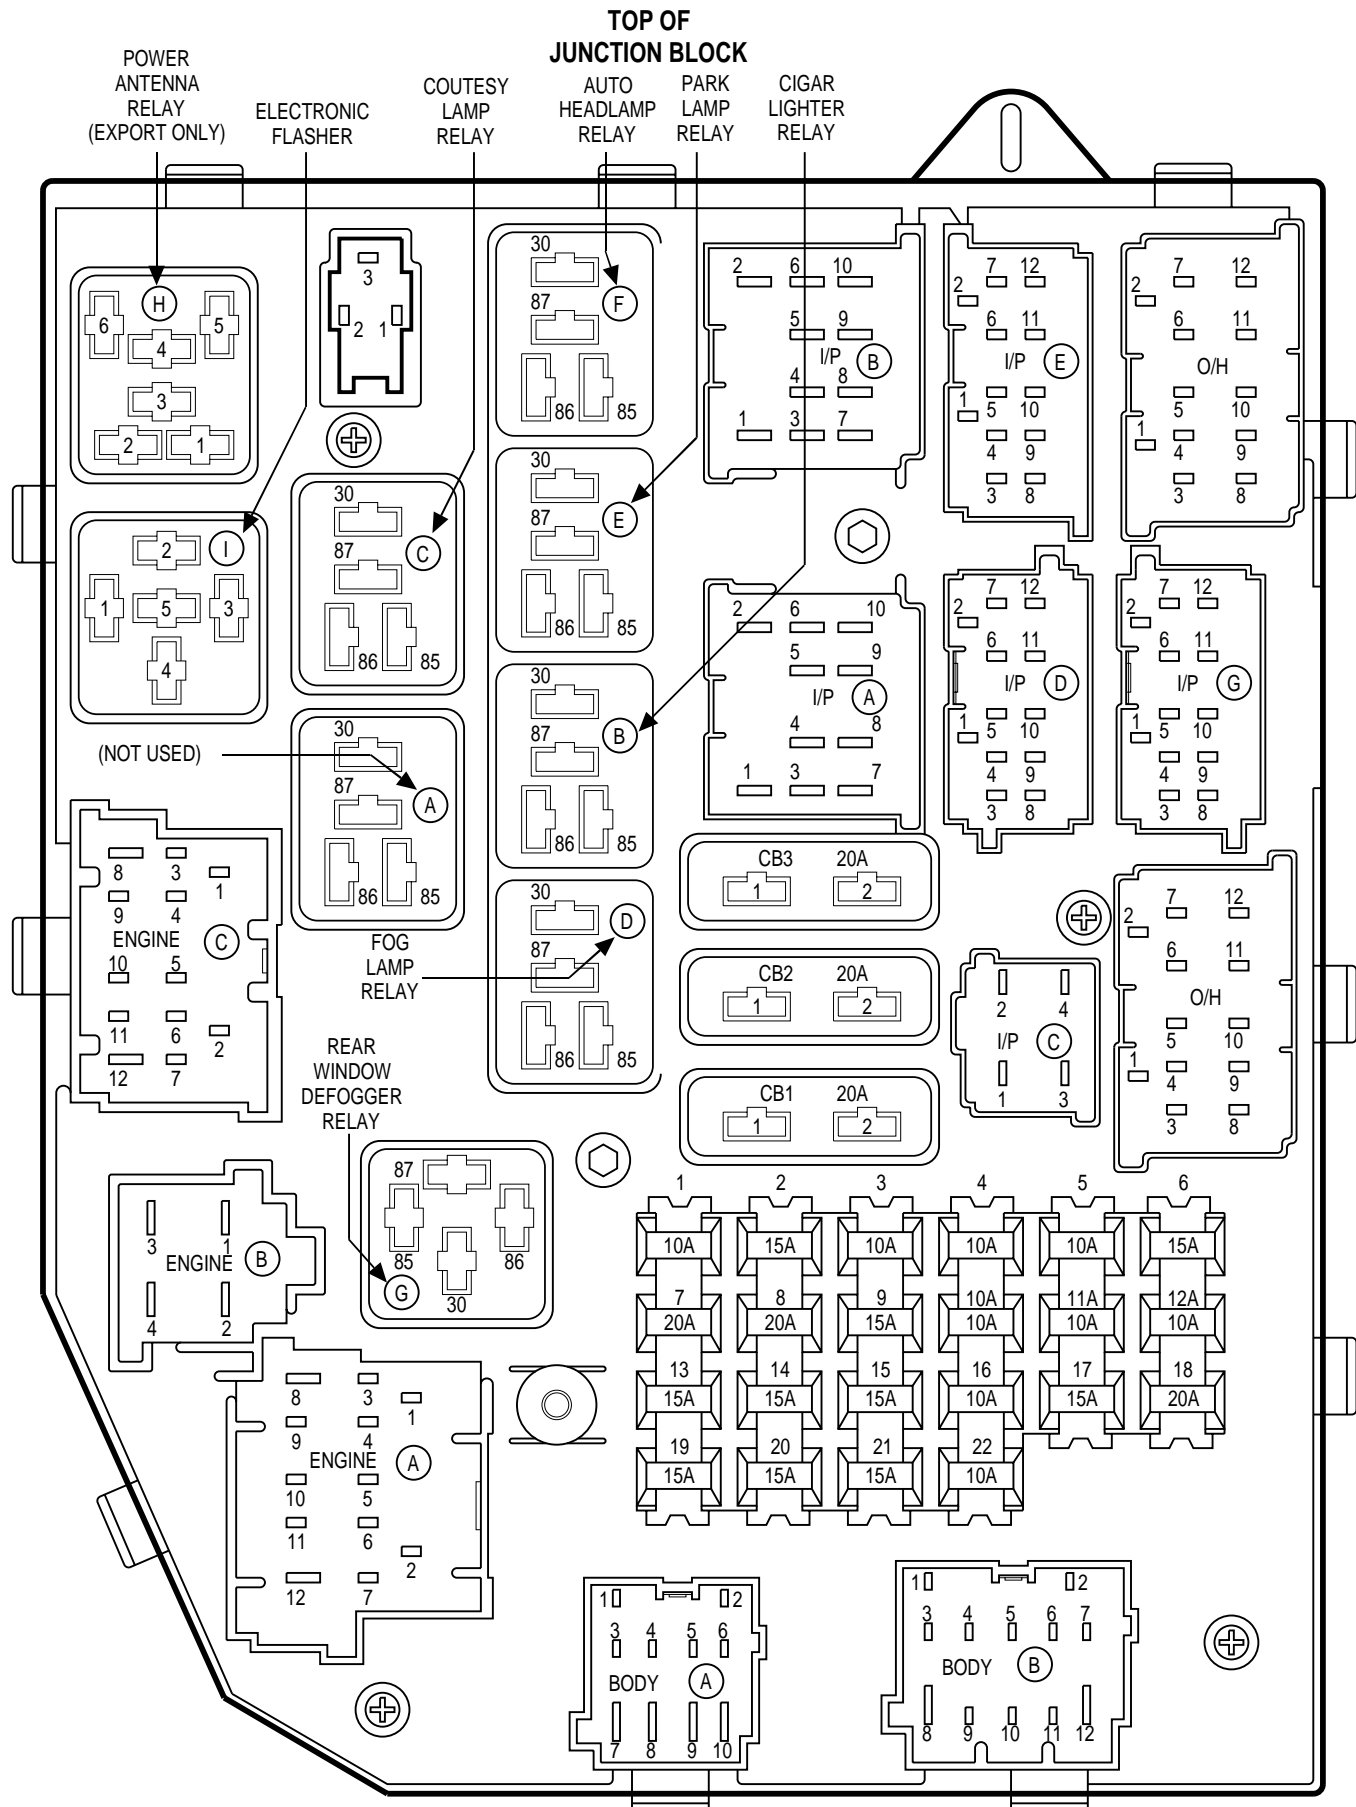 TOP OF
JUNCTION BLOCK
POWER
ANTENNA
RELAY
(EXPORT ONLY)
ELECTRONIC
FLASHER
COUTESY
LAMP
RELAY
AUTO
HEADLAMP
RELAY
PARK
LAMP
RELAY
CIGAR
LIGHTER
RELAY
H
6 5
4
3
2 1
3
2 1
30
F
87
86 85
2 6 10
5 9
I/P B
4 8
1 3 7
7 12
2
6 11
I/P E
1
5 10
4 9
3 8
7 12
2
6 11
O/H
5 10
1
4 9
3 8
I
2
1 5 3
4
30
C
87
86 85
30
E
87
86 85
2 6 10
5 9
I/P A
4 8
1 3 7
7 12
2
6 11
I/P D
1
5 10
4 9
3 8
7 12
2
6 11
I/P G
1
5 10
4 9
3 8
30
B
87
86 85
(NOT USED)
30
A
87
86 85
8 3 1
9 4
ENGINE C
10 5
11 6 2
12 7
FOG
LAMP
RELAY
30
D
87
86 85
CB3 20A
1 2
CB2 20A
1 2
CB1 20A
1 2
2 4
I/P C
1 3
7 12
2
6 11
O/H
5 10
1
4 9
3 8
REAR
WINDOW
DEFOGGER
RELAY
87
85 86
G 30
3 1
ENGINE B
4 2
1 2 3 4 5 6
10A 15A 10A 10A 10A 15A
7 8 9 10A 11A 12A
20A 20A 15A 10A 10A 10A
13 14 15 16 17 18
15A 15A 15A 10A 15A 20A
19 20 21 22
15A 15A 15A 10A
8 3 1
9 4
ENGINE A
10 5
11 6
2
12 7
1 2
3 4 5 6
BODY A
7 8 9 10
1 2
3 4 5 6 7
BODY B
8 9 10 11 12